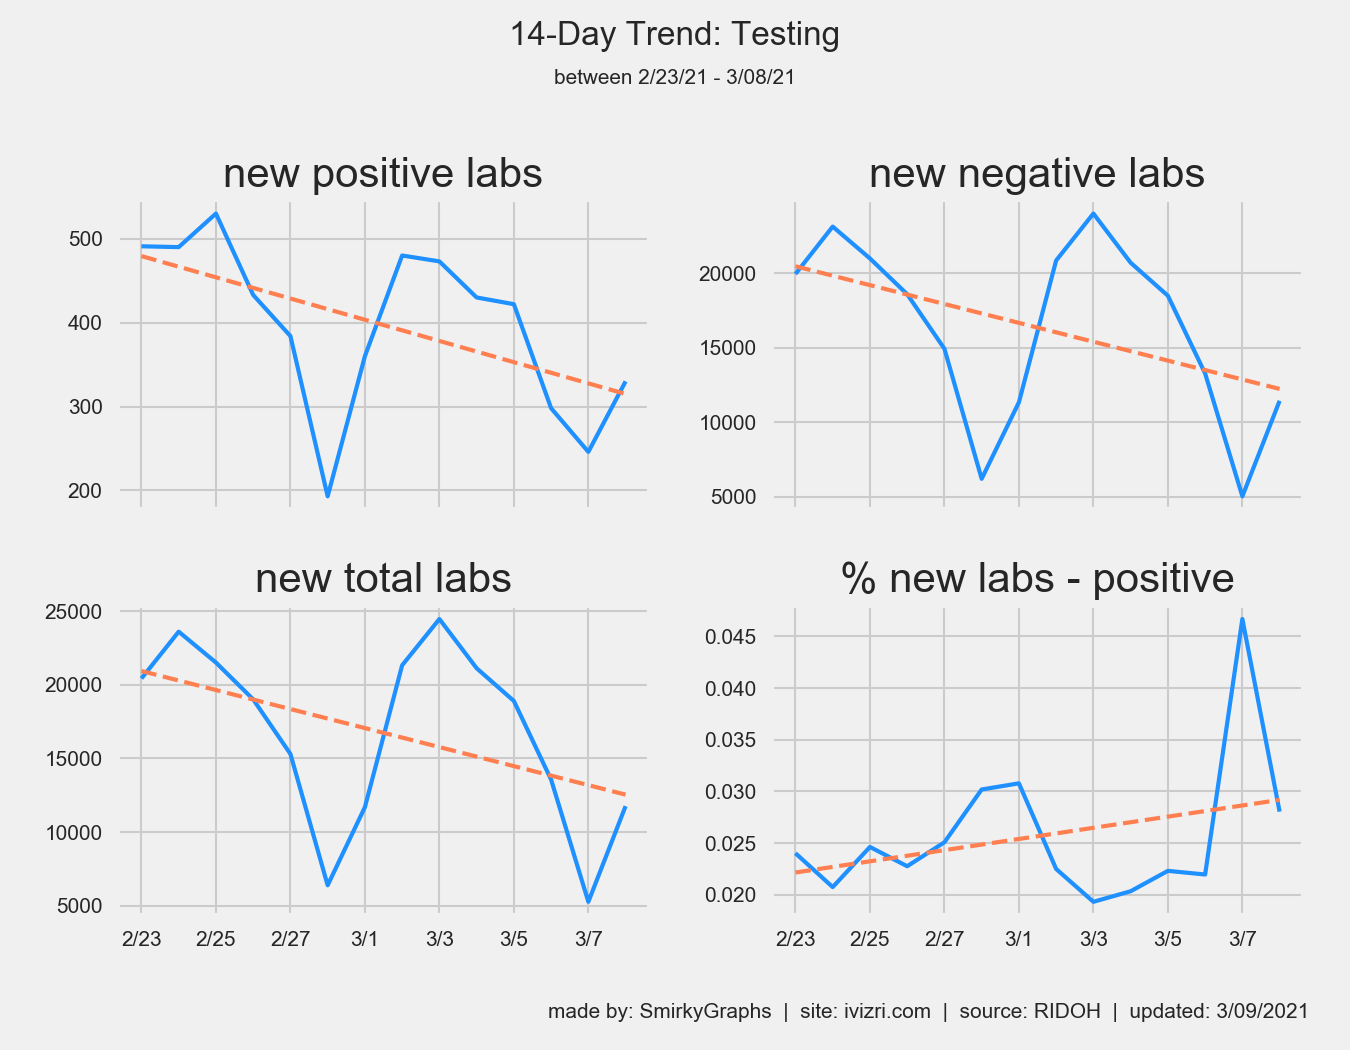 14-Day Trend: Testing
between 2/23/21 - 3/08/21
new positive labs
500
400
300
200
new negative labs
20000
15000
10000
5000
new total labs
25000
20000
15000
10000
5000
2/23 2/25 2/27 3/1 3/3 3/5 3/7
% new labs - positive
0.045
0.040
0.035
0.030
0.025
0.020
2/23 2/25 2/27 3/1 3/3 3/5 3/7
made by: SmirkyGraphs | site: ivizri.com | source: RIDOH | updated: 3/09/2021